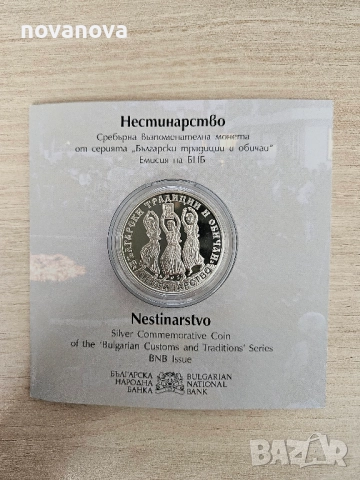 novanova
Нестинарство
Сребърна възпоменателна монета
от серията „Български традиции и обичаи“
Емисия на БНБ
БЪЛГАРСКИ ТРАДИЦИИ И ОБИЧАИ
НЕСТИНАРСТВО
Nestinarstvo
Silver Commemorative Coin
of the 'Bulgarian Customs and Traditions' Series
BNB Issue
БЪЛГАРСКА НАРОДНА БАНКА
BULGARIAN NATIONAL BANK
BAZAR